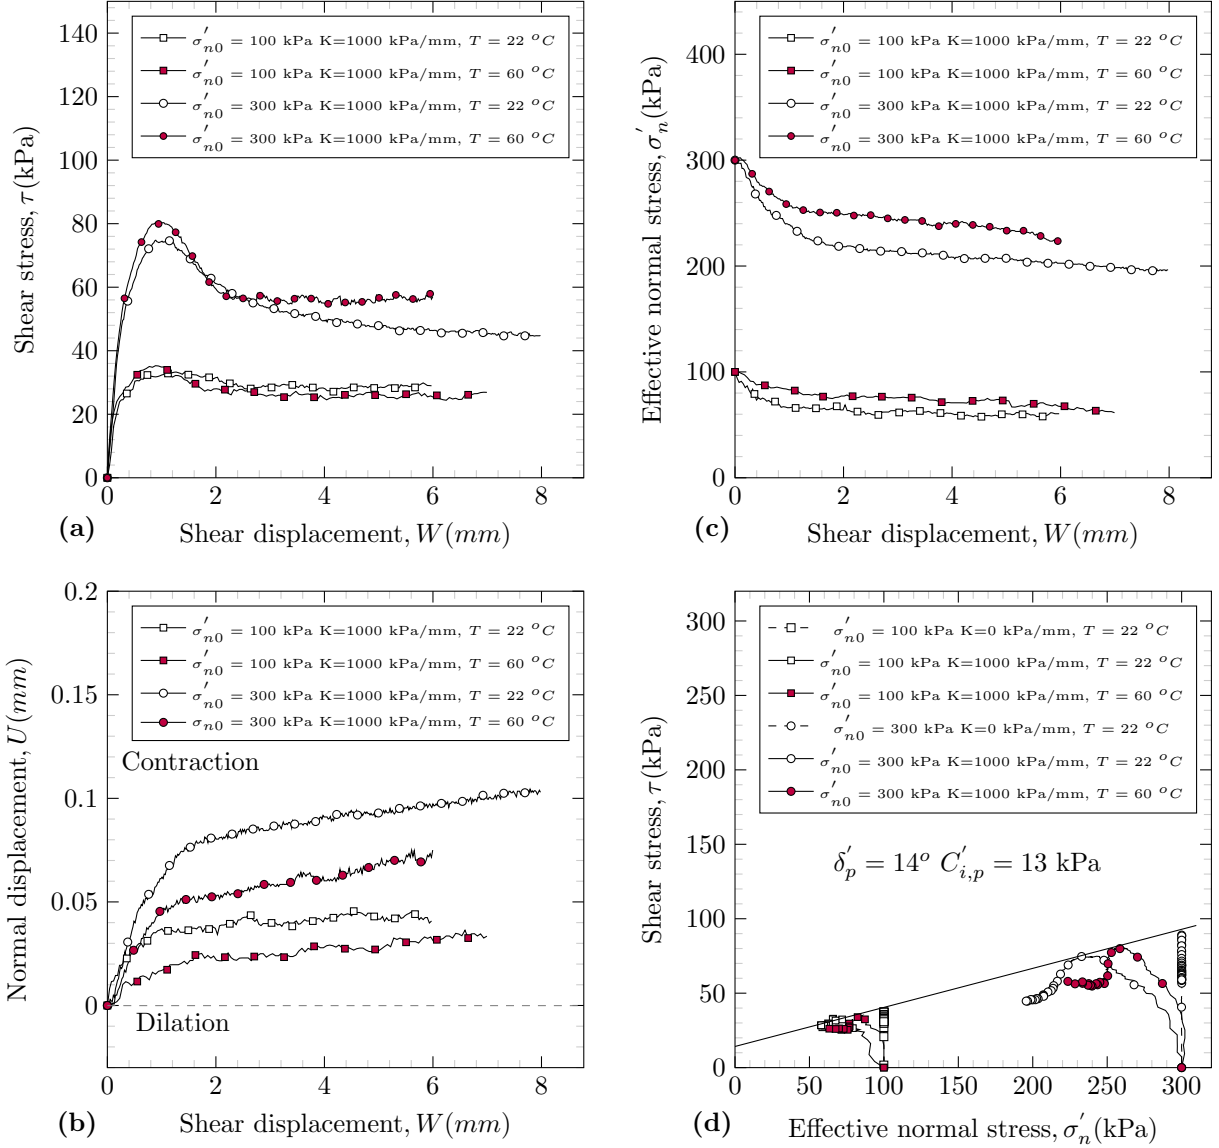 140
120
100
80
60
40
20
0
Shear stress, τ(kPa)
σ′n0 = 100 kPa K=1000 kPa/mm, T = 22 °C
σ′n0 = 100 kPa K=1000 kPa/mm, T = 60 °C
σ′n0 = 300 kPa K=1000 kPa/mm, T = 22 °C
σ′n0 = 300 kPa K=1000 kPa/mm, T = 60 °C
0 2 4 6 8
(a) Shear displacement, W(mm)
400
300
200
100
0
Effective normal stress, σ′n(kPa)
σ′n0 = 100 kPa K=1000 kPa/mm, T = 22 °C
σ′n0 = 100 kPa K=1000 kPa/mm, T = 60 °C
σ′n0 = 300 kPa K=1000 kPa/mm, T = 22 °C
σ′n0 = 300 kPa K=1000 kPa/mm, T = 60 °C
0 2 4 6 8
(c) Shear displacement, W(mm)
0.2
0.15
0.1
0.05
0
Normal displacement, U(mm)
σ′n0 = 100 kPa K=1000 kPa/mm, T = 22 °C
σ′n0 = 100 kPa K=1000 kPa/mm, T = 60 °C
σ′n0 = 300 kPa K=1000 kPa/mm, T = 22 °C
σn0 = 300 kPa K=1000 kPa/mm, T = 60 °C
Contraction
Dilation
0 2 4 6 8
(b) Shear displacement, W(mm)
300
250
200
150
100
50
0
Shear stress, τ(kPa)
σ′n0 = 100 kPa K=0 kPa/mm, T = 22 °C
σ′n0 = 100 kPa K=1000 kPa/mm, T = 22 °C
σ′n0 = 100 kPa K=1000 kPa/mm, T = 60 °C
σ′n0 = 300 kPa K=0 kPa/mm, T = 22 °C
σ′n0 = 300 kPa K=1000 kPa/mm, T = 22 °C
σ′n0 = 300 kPa K=1000 kPa/mm, T = 60 °C
δ′p = 14° C′i,p = 13 kPa
0 50 100 150 200 250 300
(d) Effective normal stress, σ′n(kPa)